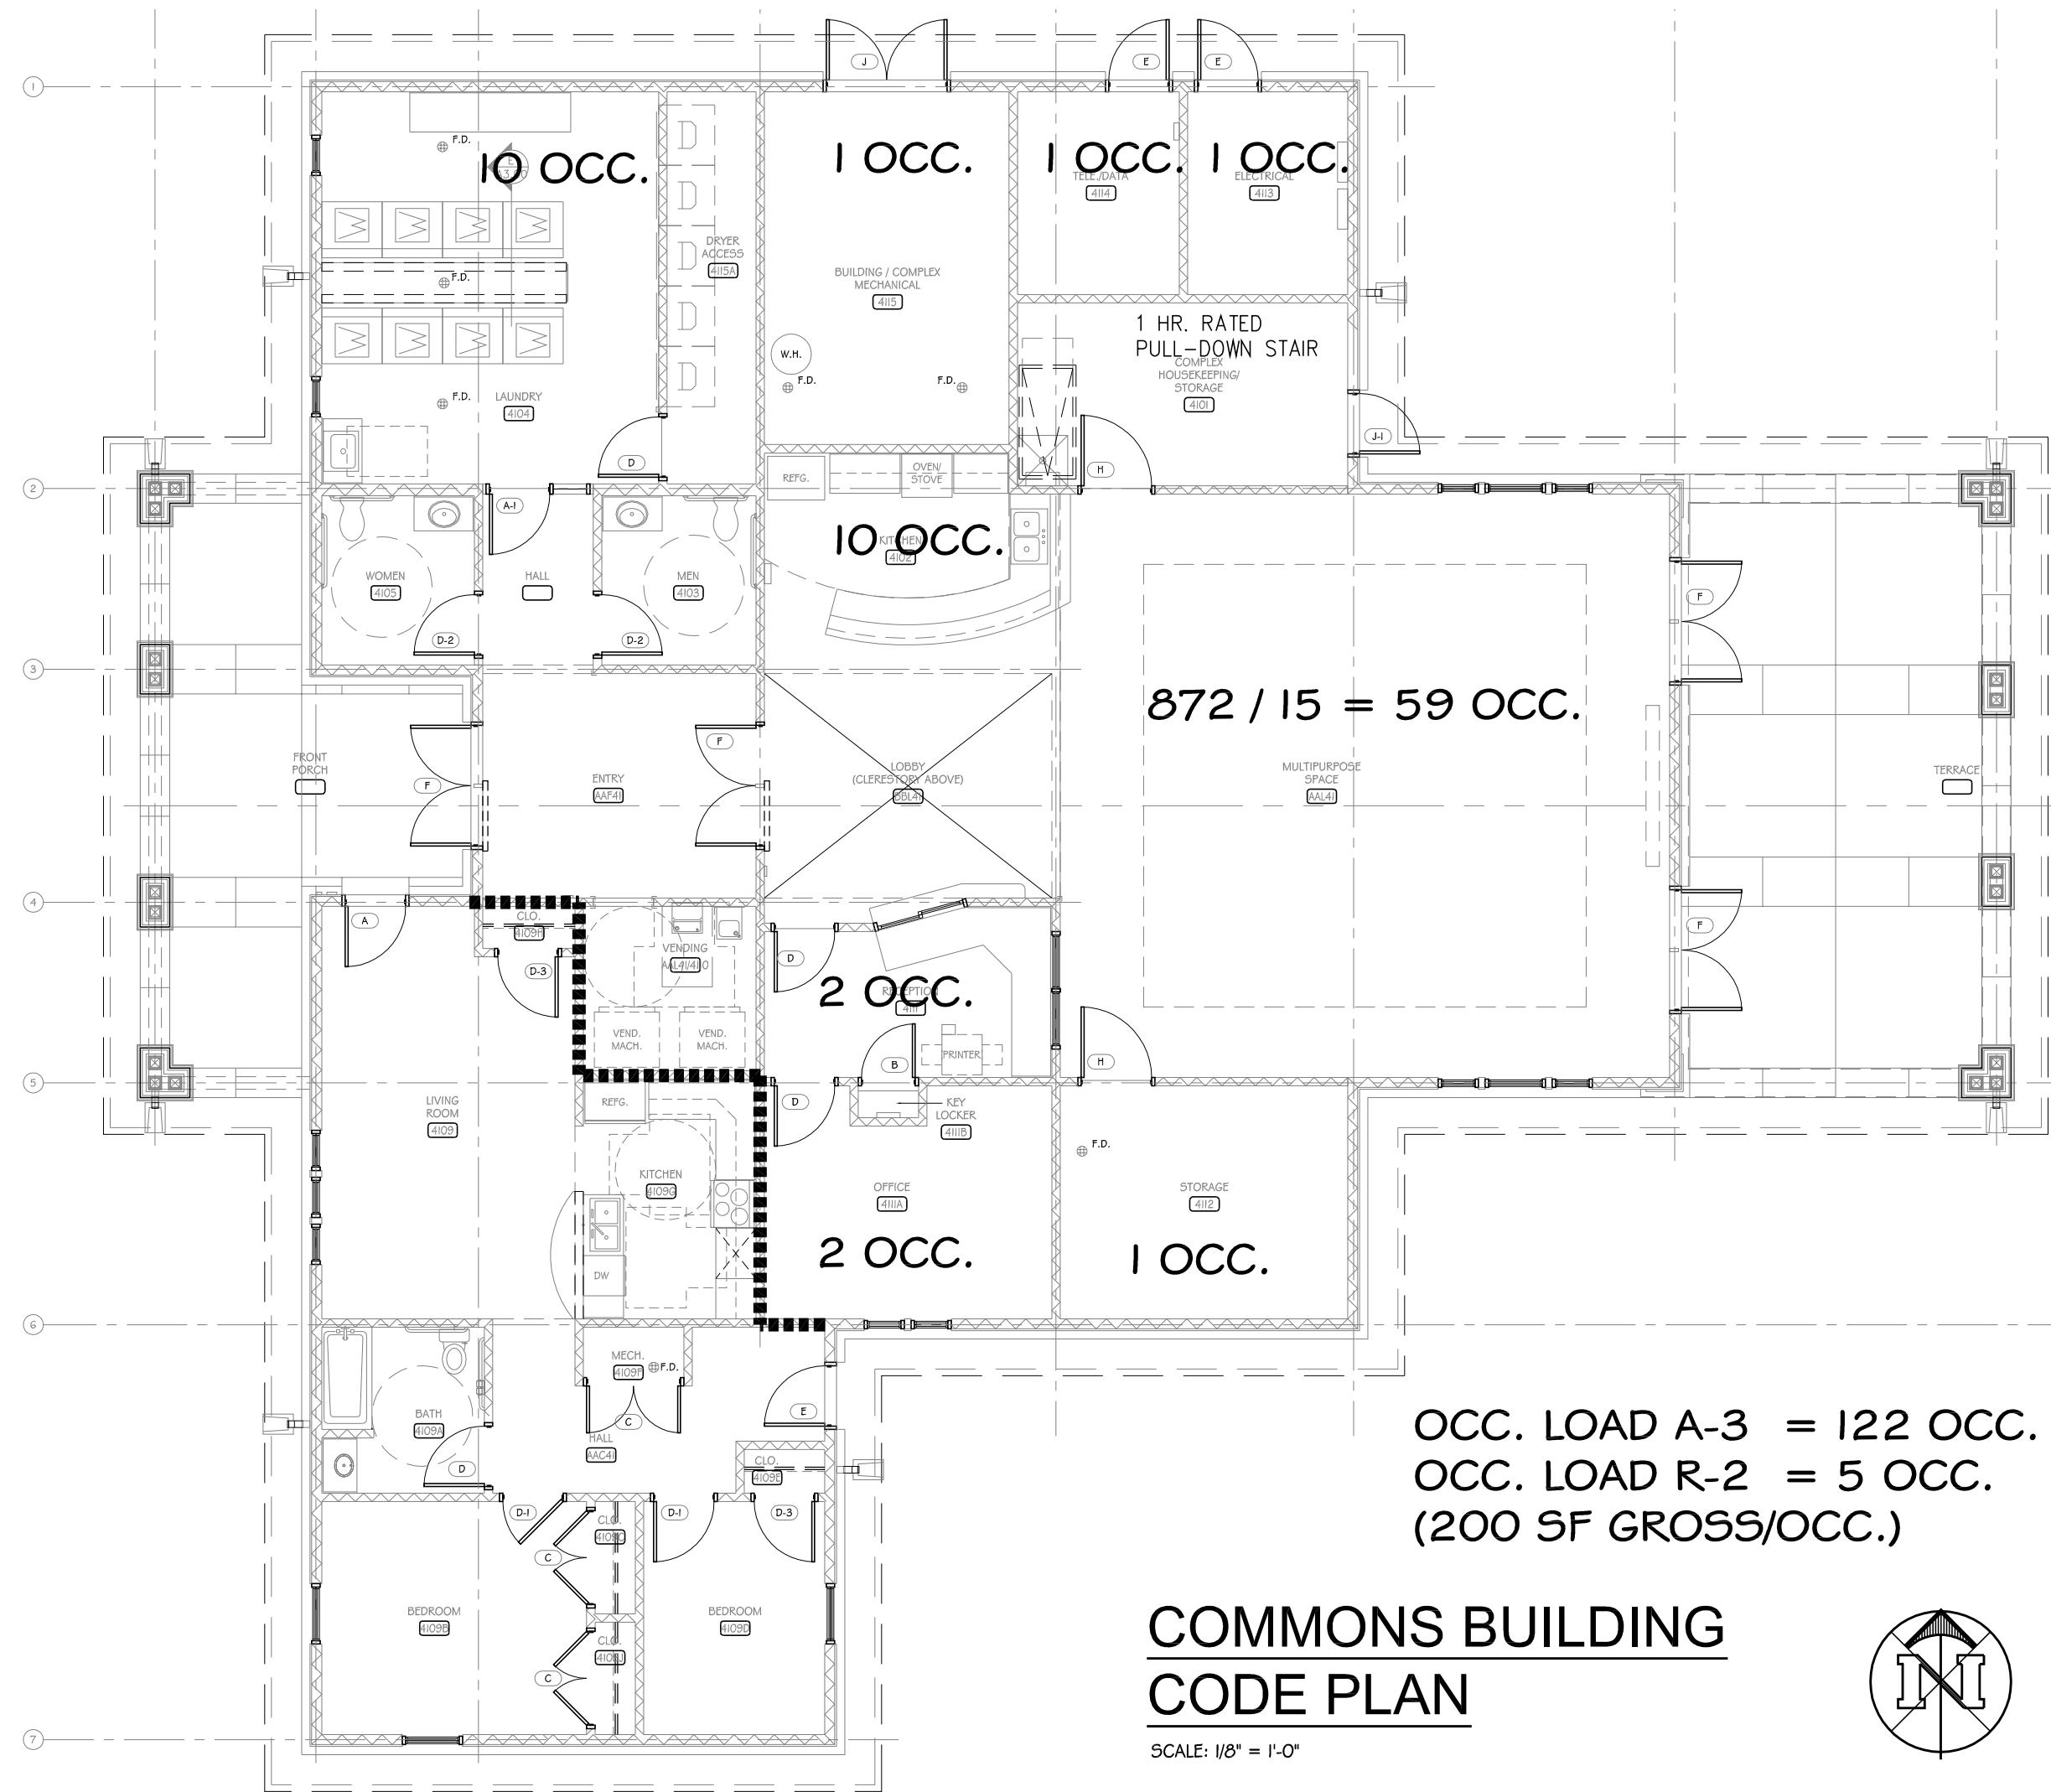 J
E
E
1
F.D.
10 OCC.
1 OCC.
1 OCC.
1 OCC.
TELE./DATA
4114
ELECTRICAL
4113
DRYER
ACCESS
4115A
F.D.
BUILDING / COMPLEX
MECHANICAL
4115
1 HR. RATED
PULL-DOWN STAIR
COMPLEX
HOUSEKEEPING/
STORAGE
4101
W.H.
F.D.
F.D.
F.D.
LAUNDRY
4104
D
J-1
H
2
REFG.
OVEN/
STOVE
A-1
10 OCC.
KITCHEN
4102
WOMEN
4105
HALL
MEN
4103
F
D-2
D-2
3
872 / 15 = 59 OCC.
F
FRONT
PORCH
F
ENTRY
AAF41
LOBBY
(CLERESTORY ABOVE)
MULTIPURPOSE
SPACE
AAL41
TERRACE
4
A
CLO.
4109H
F
VENDING
D-3
D
2 OCC.
RECEPTION
VEND.
MACH.
VEND.
MACH.
PRINTER
B
H
5
LIVING
ROOM
4109
REFG.
D
KEY
LOCKER
4111B
F.D.
KITCHEN
4109G
OFFICE
4111A
STORAGE
4112
2 OCC.
1 OCC.
DW
6
MECH.
4109F
F.D.
BATH
4109A
C
E
HALL
AAC41
D
CLO.
4109E
OCC. LOAD A-3 = 122 OCC.
OCC. LOAD R-2 = 5 OCC.
(200 SF GROSS/OCC.)
D-1
D-1
D-3
CLO.
4109C
C
BEDROOM
4109B
BEDROOM
4109D
CLO.
C
COMMONS BUILDING
CODE PLAN
N
7
SCALE: 1/8" = 1'-0"